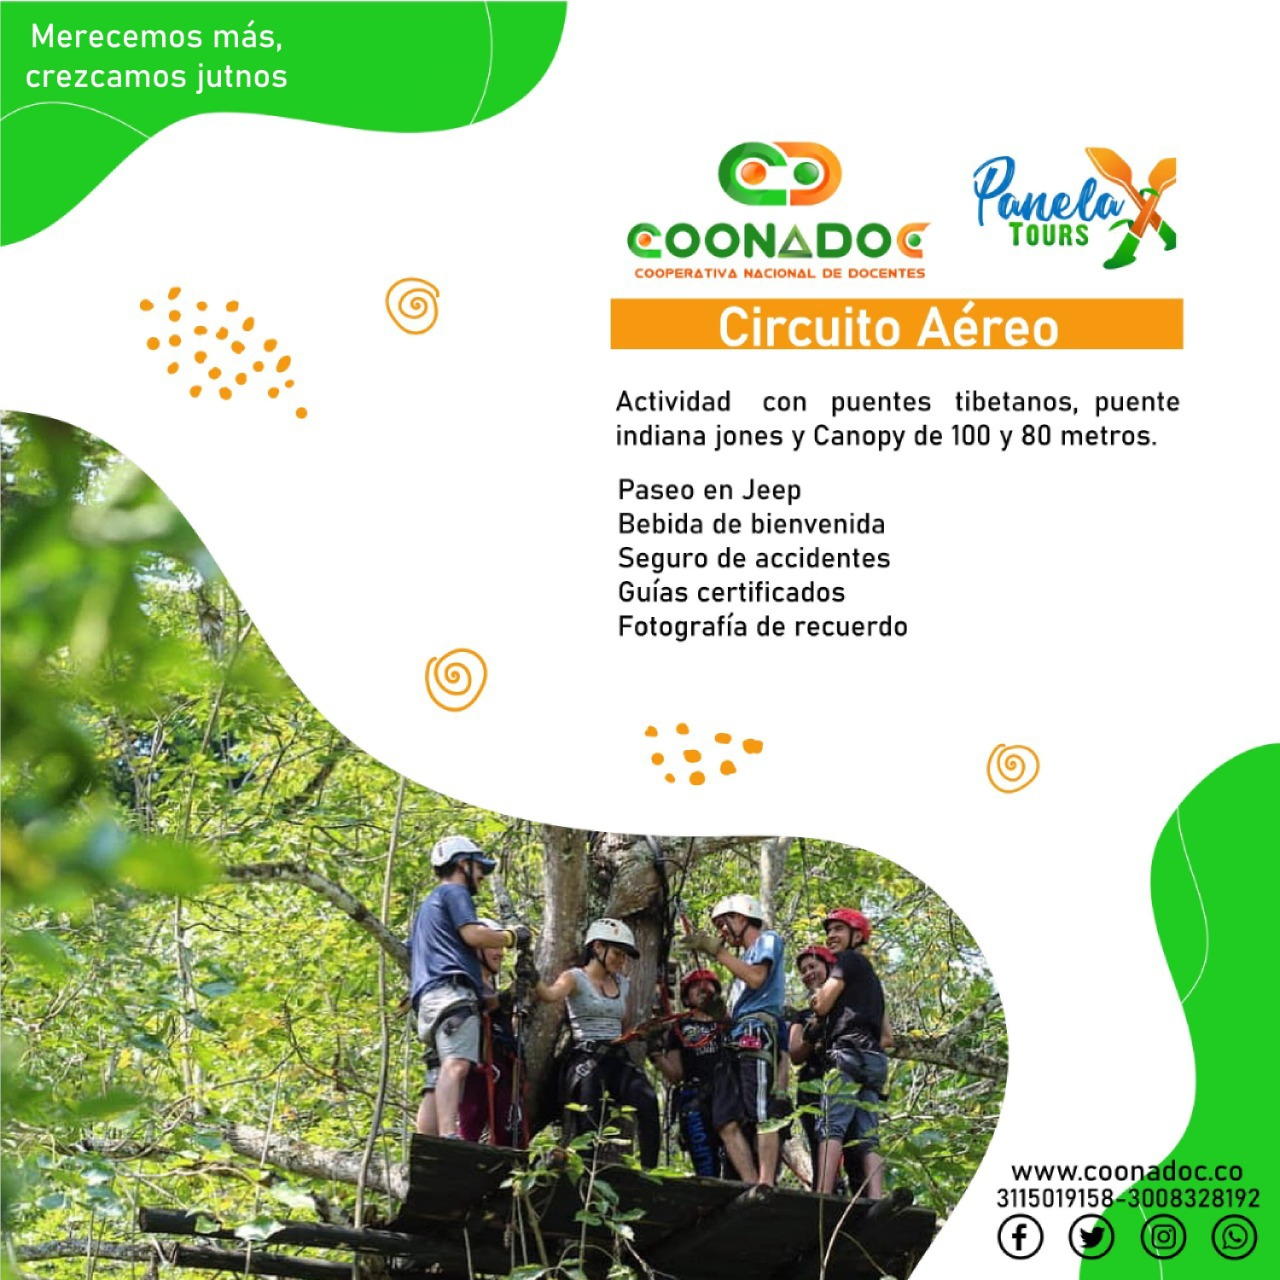 Merecemos más,
crezcamos jutnos
COONADOC
COOPERATIVA NACIONAL DE DOCENTES
Panela
TOURS
Circuito Aéreo
Actividad con puentes tibetanos, puente
indiana jones y Canopy de 100 y 80 metros.
Paseo en Jeep
Bebida de bienvenida
Seguro de accidentes
Guías certificados
Fotografía de recuerdo
www.coonadoc.co
3115019158-3008328192